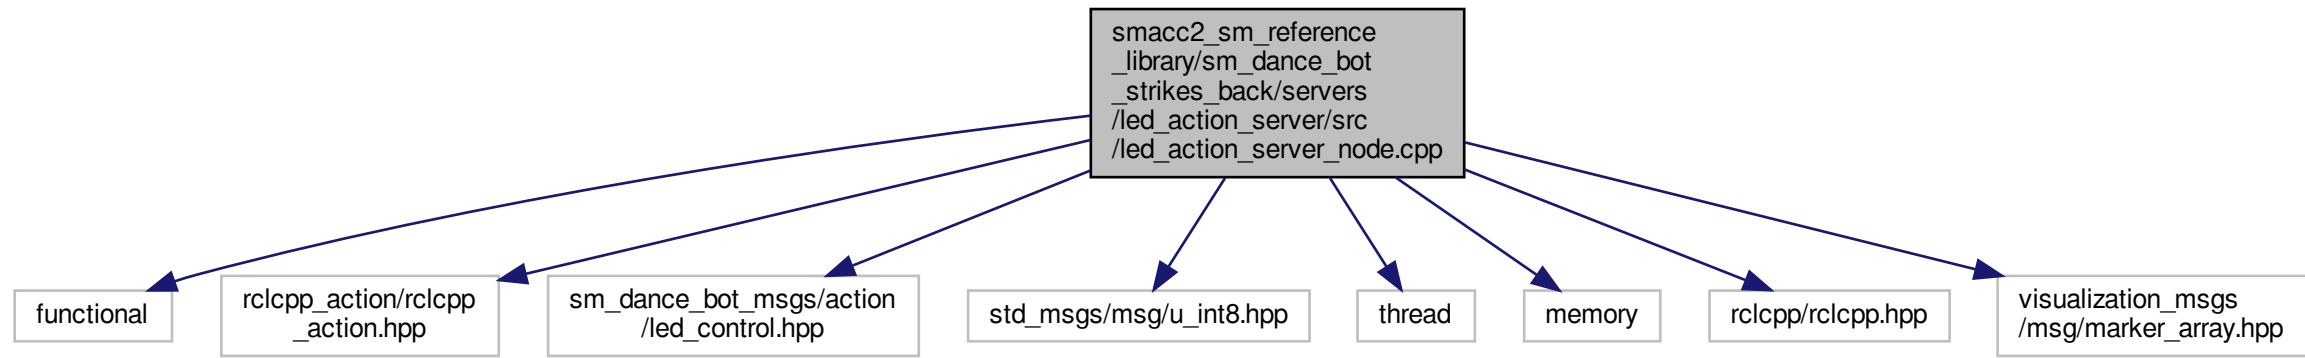 smacc2_sm_reference
_library/sm_dance_bot
_strikes_back/servers
/led_action_server/src
/led_action_server_node.cpp
functional
rclcpp_action/rclcpp
_action.hpp
sm_dance_bot_msgs/action
/led_control.hpp
std_msgs/msg/u_int8.hpp
thread
memory
rclcpp/rclcpp.hpp
visualization_msgs
/msg/marker_array.hpp